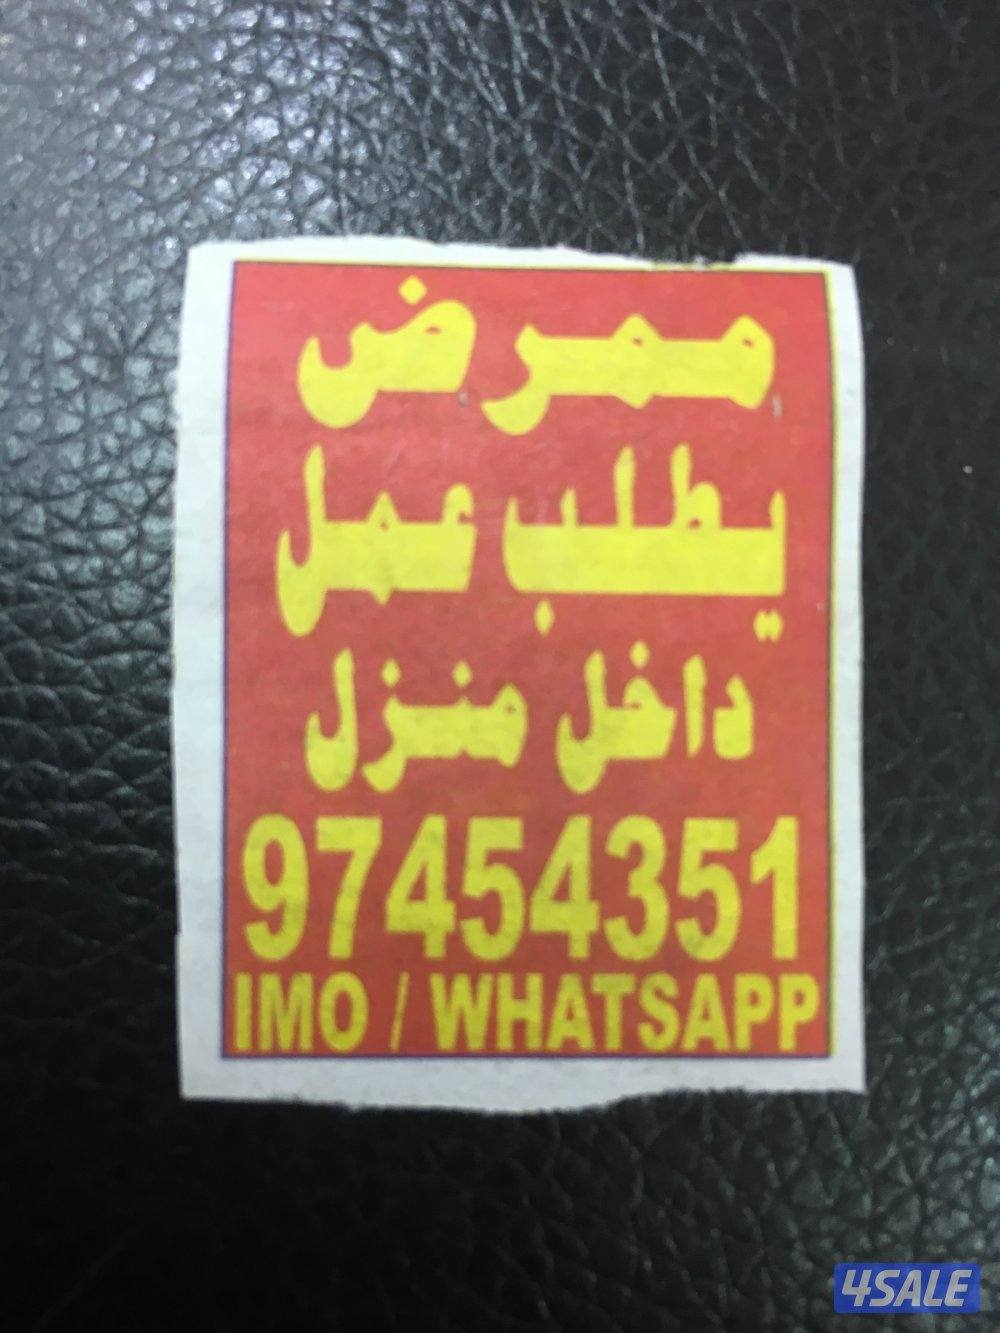 ممرض
يطلب عمل
داخل منزل
97454351
IMO / WHATSAPP
4SALE